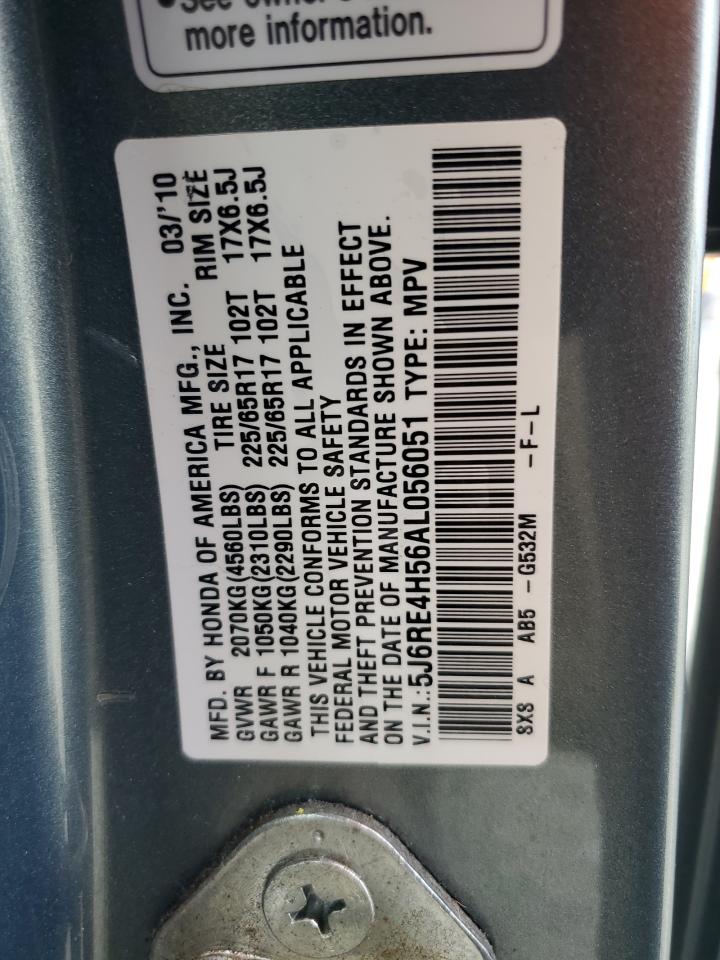 more information.
MFD. BY HONDA OF AMERICA MFG., INC. 03/'10
GVWR 2070KG(4560LBS) TIRE SIZE RIM SIZE
GAWR F 1050KG(2310LBS) 225/65R17 102T 17X6.5J
GAWR R 1040KG(2290LBS) 225/65R17 102T 17X6.5J
THIS VEHICLE CONFORMS TO ALL APPLICABLE
FEDERAL MOTOR VEHICLE SAFETY
AND THEFT PREVENTION STANDARDS IN EFFECT
ON THE DATE OF MANUFACTURE SHOWN ABOVE.
V.I.N.:5J6RE4H56AL056051 TYPE: MPV
SXS A AB5 -G532M -F-L